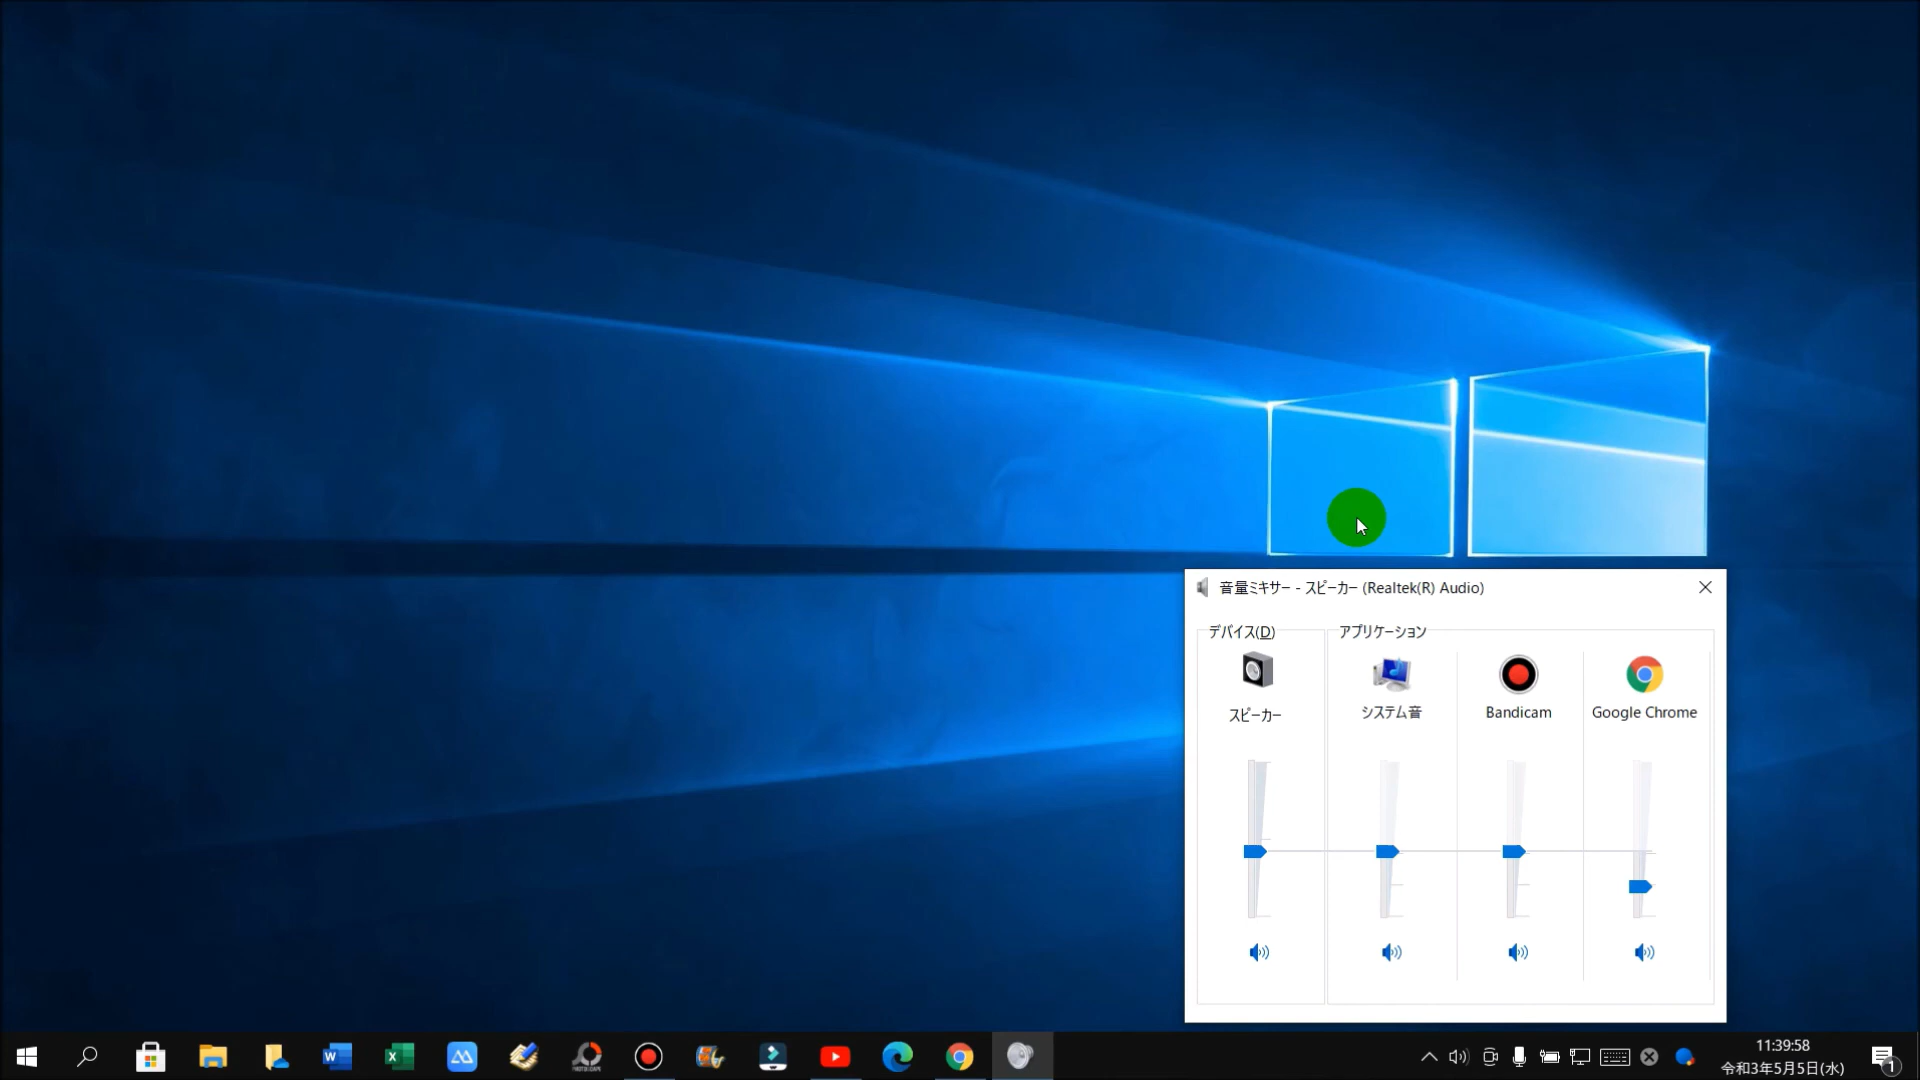 音量ミキサー - スピーカー (Realtek(R) Audio)
デバイス(D)
アプリケーション
スピーカー
システム音
Bandicam
Google Chrome
11:39:58
令和3年5月5日(水)
1